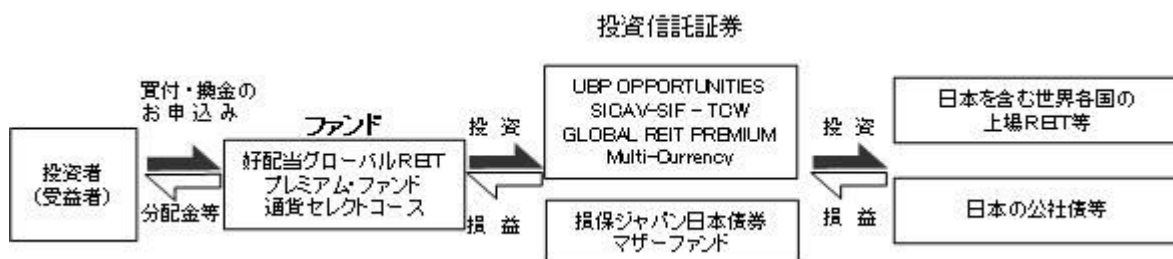 投資信託証券
買付・換金の
お申込み
ファンド
投資
UBP OPPORTUNITIES
SICAV-SIF - TCW
GLOBAL REIT PREMIUM
Multi-Currency
投資
日本を含む世界各国の
上場REIT等
投資者
(受益者)
好配当グローバルREIT
プレミアム・ファンド
通貨セレクトコース
分配金等
損益
損保ジャパン日本債券
マザーファンド
損益
日本の公社債等